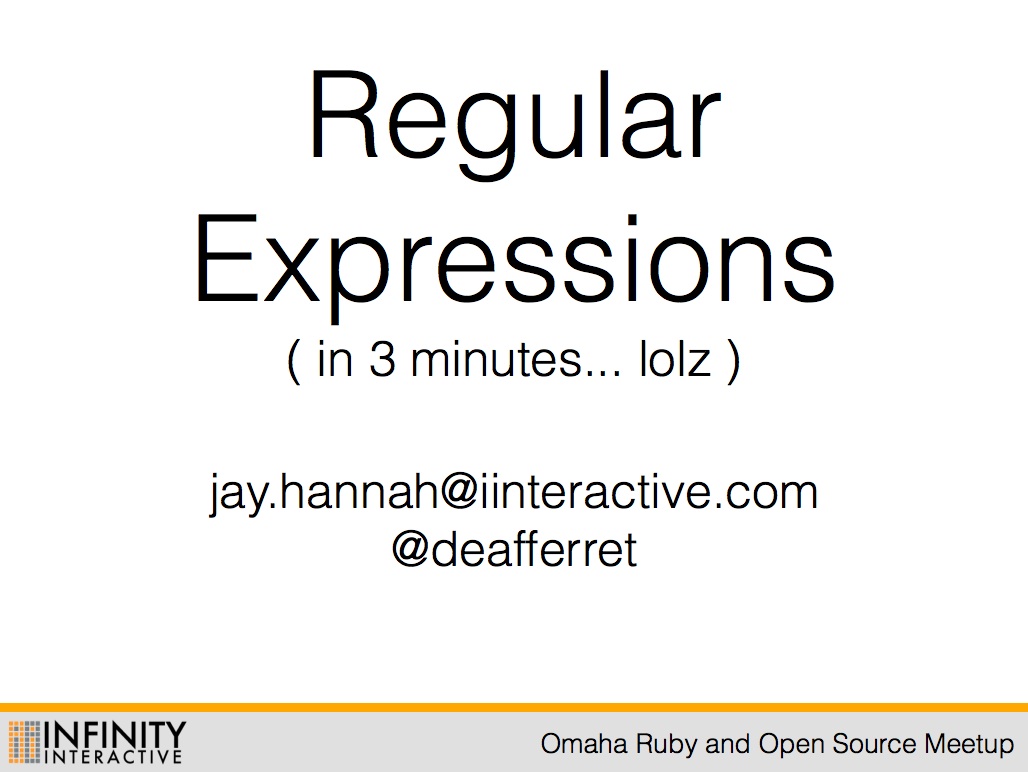 Regular
Expressions
( in 3 minutes... lolz )
jay.hannah@iinteractive.com
@deafferret
INFINITY
INTERACTIVE
Omaha Ruby and Open Source Meetup